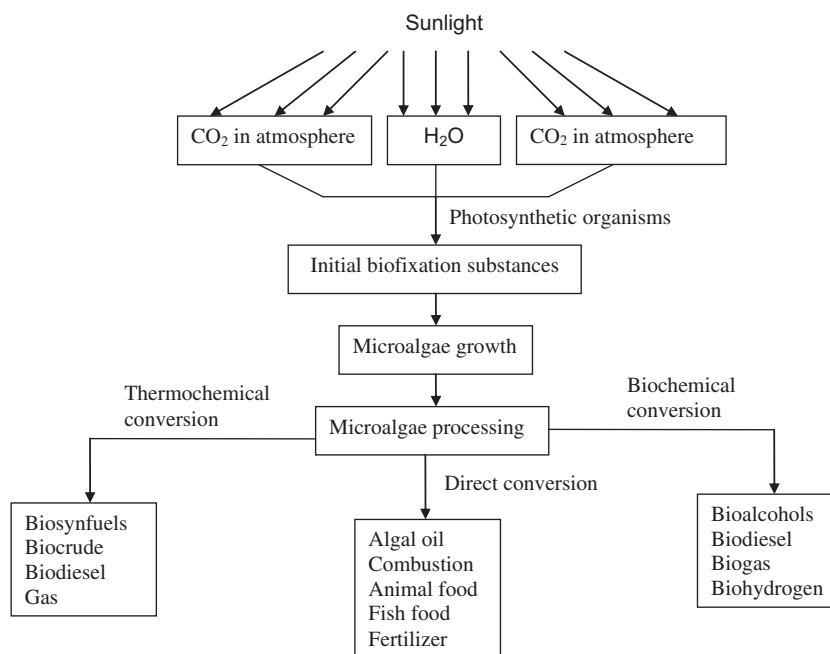 Sunlight
CO₂ in atmosphere
H₂O
CO₂ in atmosphere
Photosynthetic organisms
Initial biofixation substances
Microalgae growth
Thermochemical
conversion
Biochemical
conversion
Microalgae processing
Direct conversion
Biosynfuels
Biocrude
Biodiesel
Gas
Algal oil
Combustion
Animal food
Fish food
Fertilizer
Bioalcohols
Biodiesel
Biogas
Biohydrogen